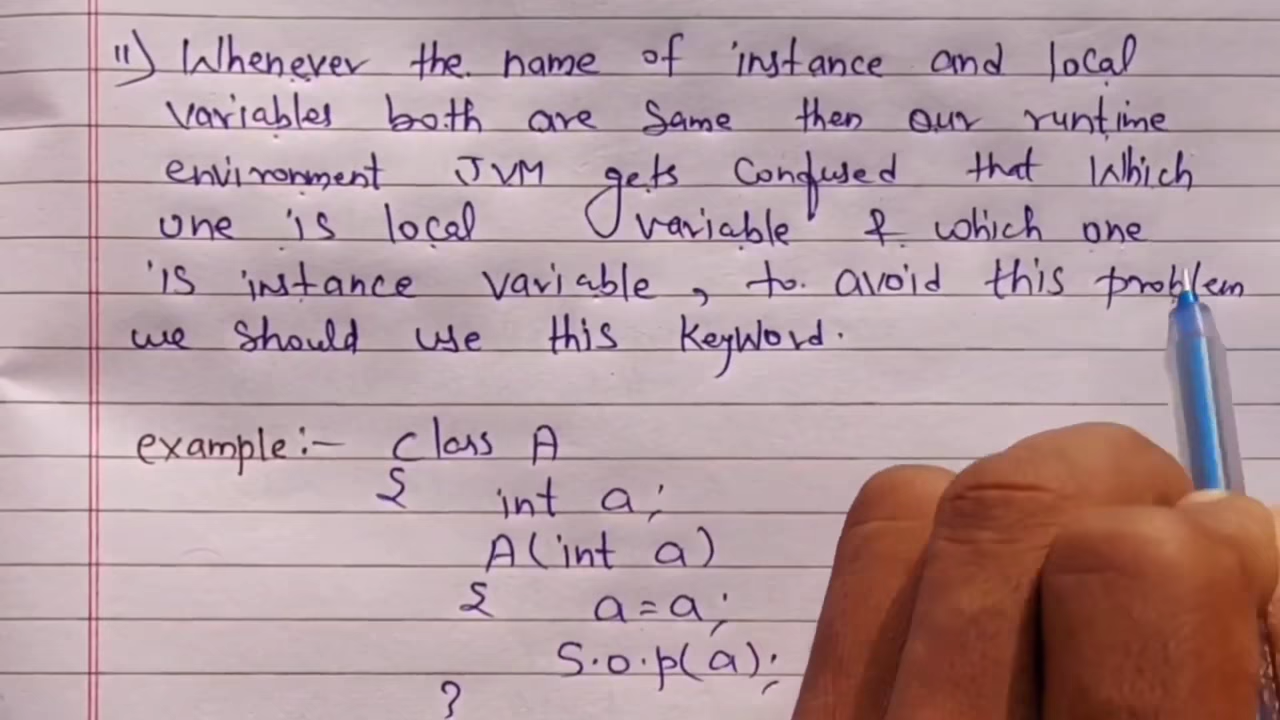 11) Whenever the name of instance and local
variables both are same then our runtime
environment JVM gets confused that which
one is local variable & which one
is instance variable, to avoid this problem
we should use this keyword.
example:- class A
{ int a;
A(int a)
{ a=a;
S.o.p(a);
}